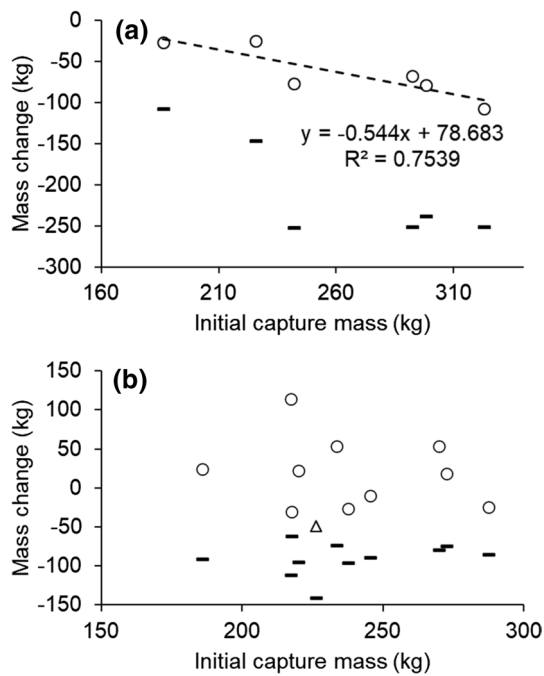 (a)
0
-50
-100
-150
-200
-250
-300
Mass change (kg)
y = -0.544x + 78.683
R² = 0.7539
160 210 260 310
Initial capture mass (kg)
(b)
150
100
50
0
-50
-100
-150
Mass change (kg)
150 200 250 300
Initial capture mass (kg)